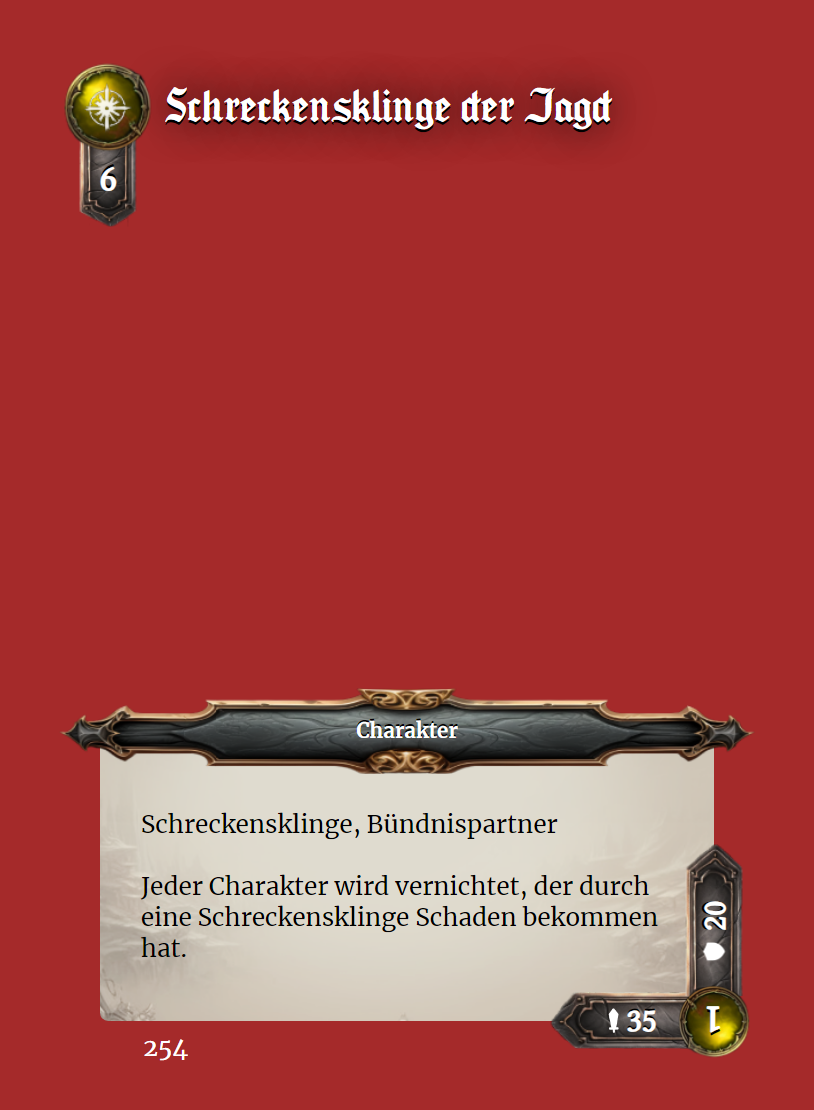 Schreckensklinge der Jagd
6
Charakter
Schreckensklinge, Bündnispartner
Jeder Charakter wird vernichtet, der durch
eine Schreckensklinge Schaden bekommen
hat.
20
35
1
254